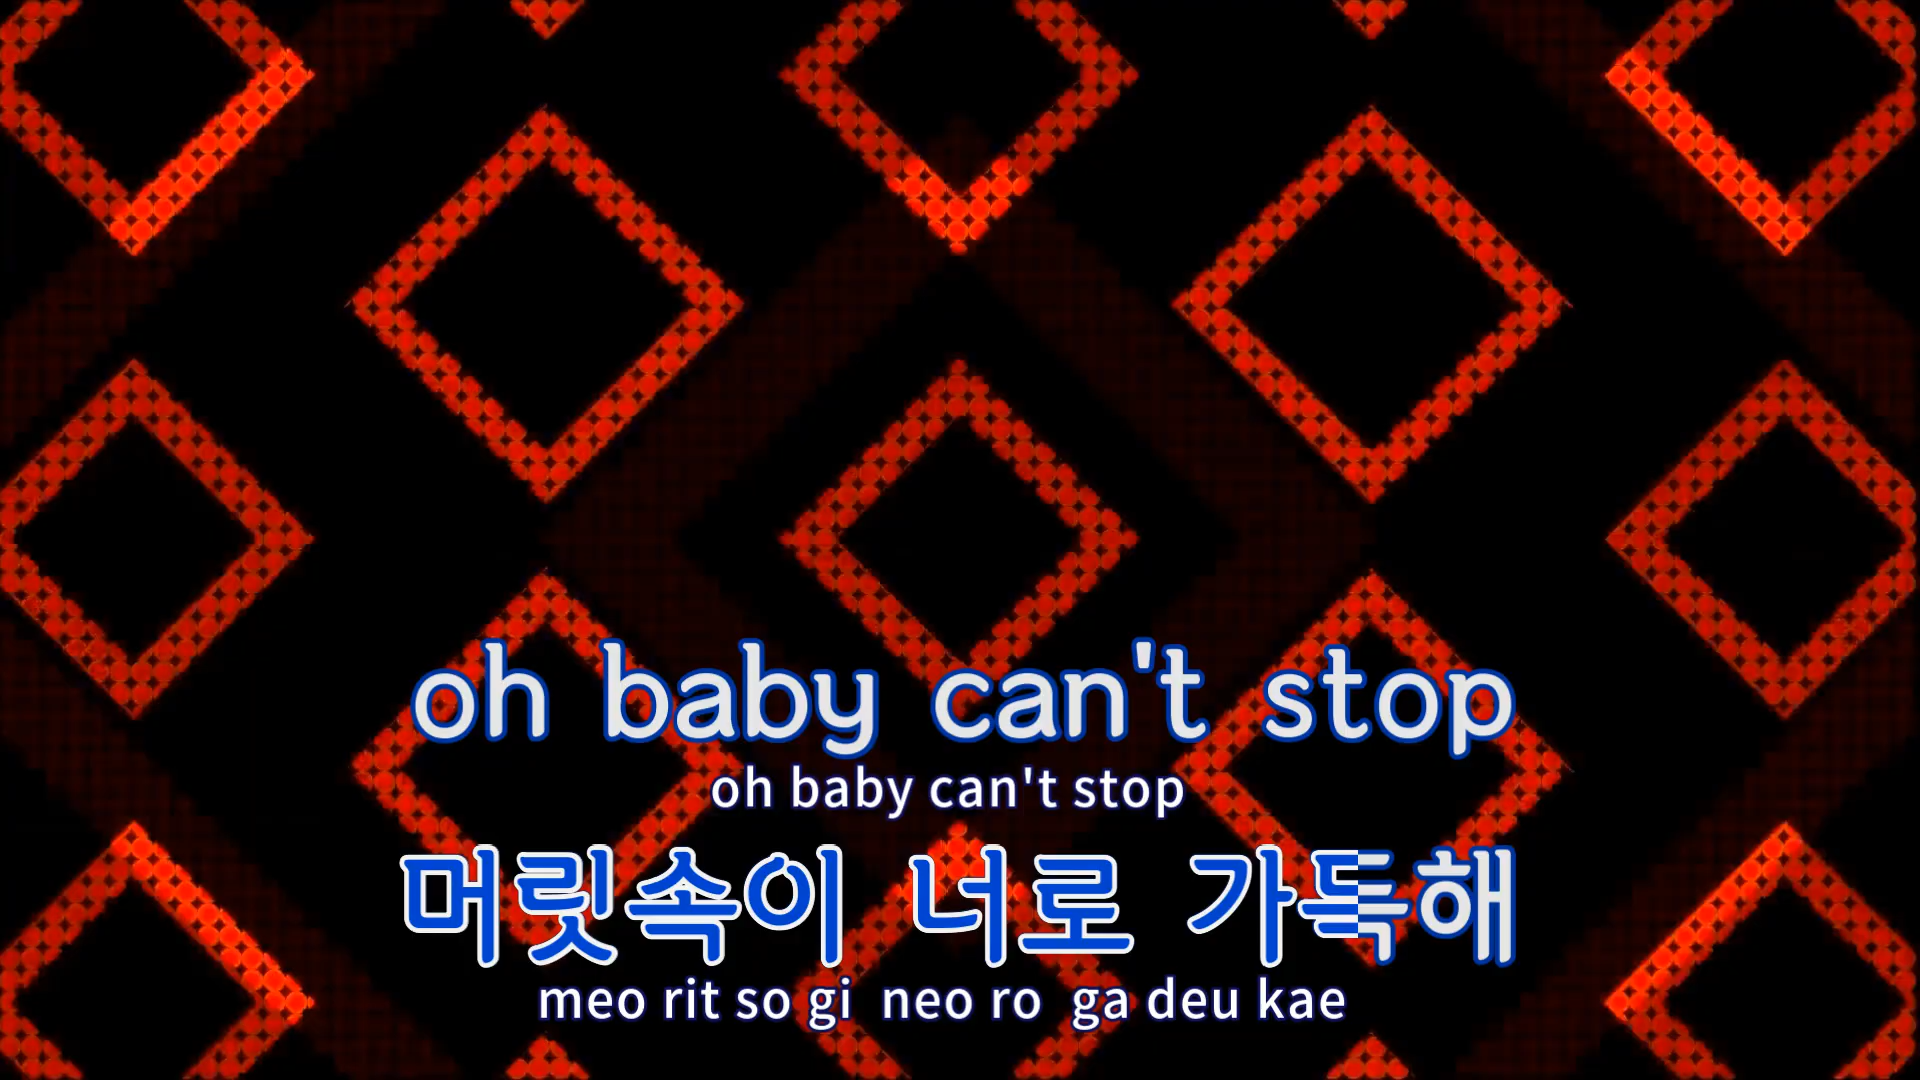 oh baby can't stop
oh baby can't stop
머릿속이 너로 가득해
meo rit so gi neo ro ga deu kae